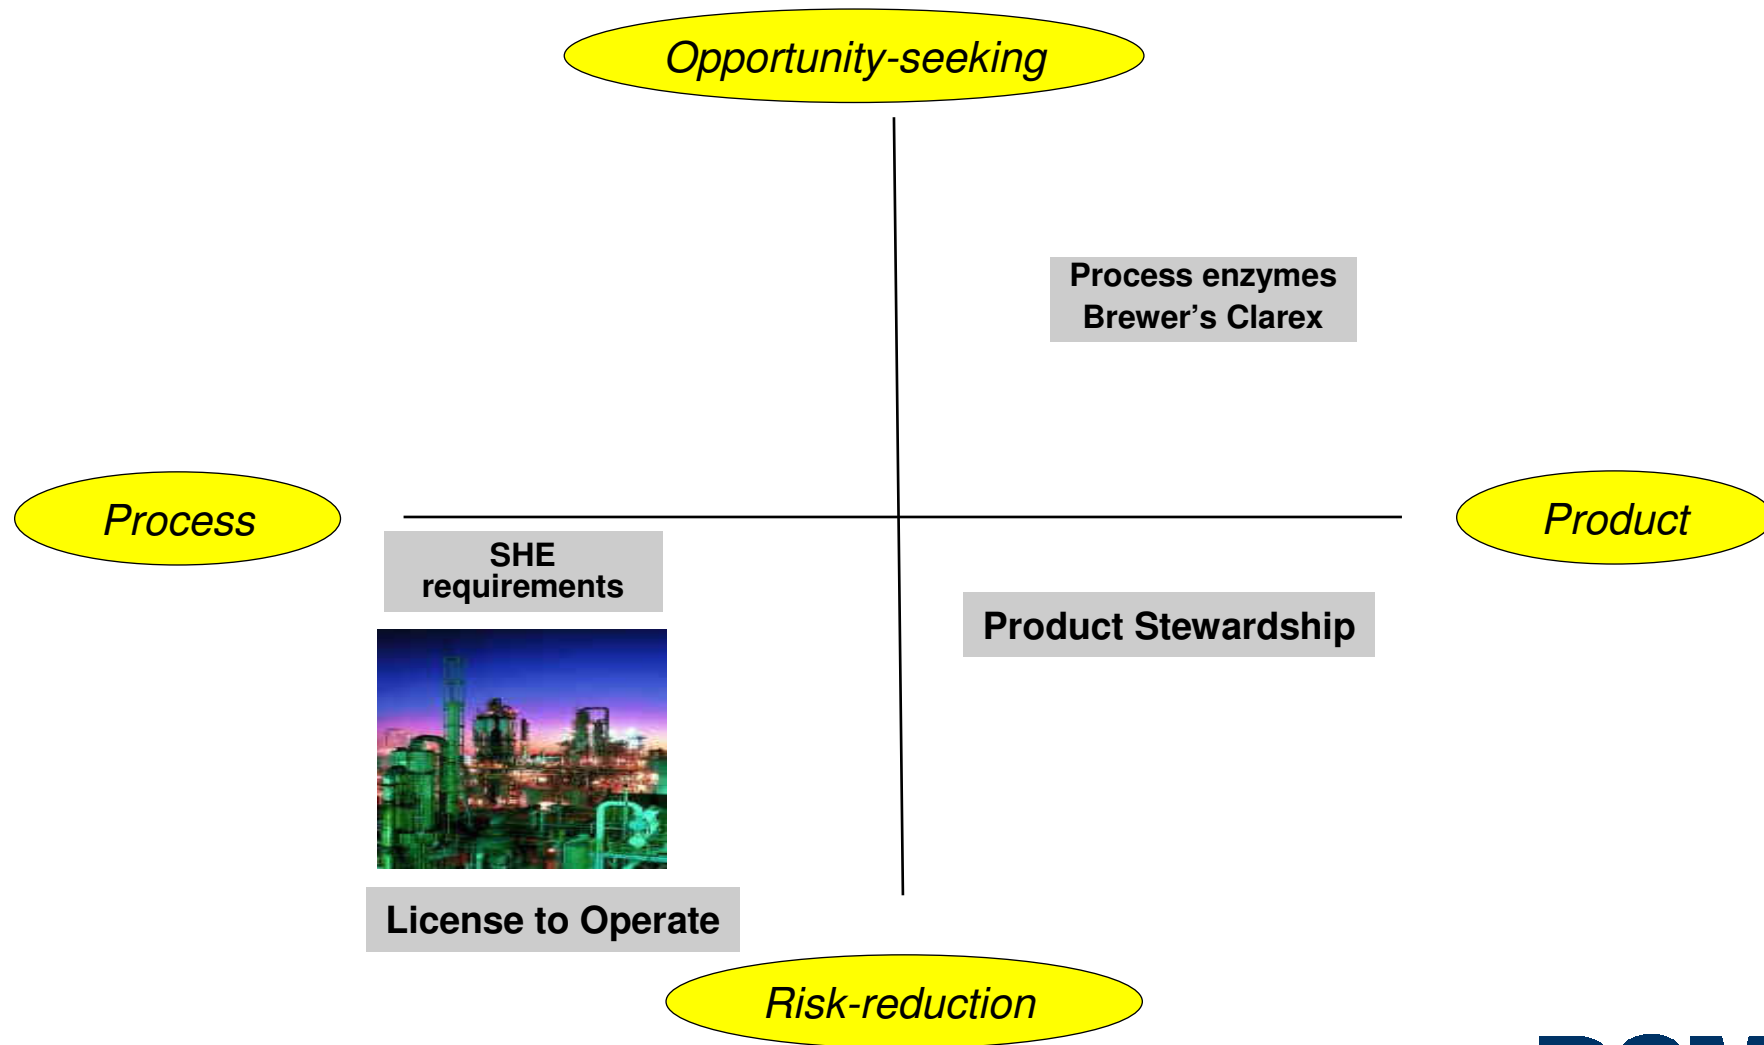 Opportunity-seeking
Process enzymes
Brewer's Clarex
Process
Product
SHE
requirements
Product Stewardship
License to Operate
Risk-reduction